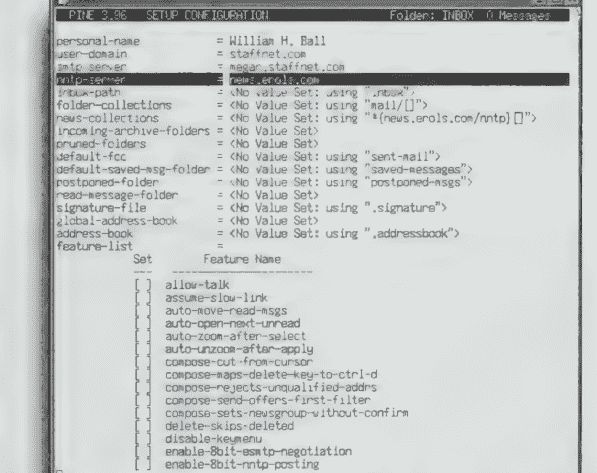 PINE 3.96 SETUP CONFIGURATION Folder: INBOX 0 Messages
personal-name = William H. Ball
user-domain = staffnet.com
smtp-server = megan.staffnet.com
nntp-server = news.erols.com
inbox-path = <No Value Set: using "inbox">
folder-collections = <No Value Set: using "mail/[]">
news-collections = <No Value Set: using "*{news.erols.com/nntp}[]">
incoming-archive-folders = <No Value Set>
pruned-folders = <No Value Set>
default-fcc = <No Value Set: using "sent-mail">
default-saved-msg-folder = <No Value Set: using "saved-messages">
postponed-folder = <No Value Set: using "postponed-msgs">
read-message-folder = <No Value Set>
signature-file = <No Value Set: using ".signature">
global-address-book = <No Value Set>
address-book = <No Value Set: using ".addressbook">
feature-list =
Set Feature Name
--- ----------------------
[ ] allow-talk
[ ] assume-slow-link
[ ] auto-move-read-msgs
[ ] auto-open-next-unread
[ ] auto-zoom-after-select
[ ] auto-unzoom-after-apply
[ ] compose-cut-from-cursor
[ ] compose-maps-delete-key-to-ctrl-d
[ ] compose-rejects-unqualified-addrs
[ ] compose-send-offers-first-filter
[ ] compose-sets-newsgroup-without-confirm
[ ] delete-skips-deleted
[ ] disable-keymenu
[ ] enable-8bit-esmtp-negotiation
[ ] enable-8bit-nntp-posting